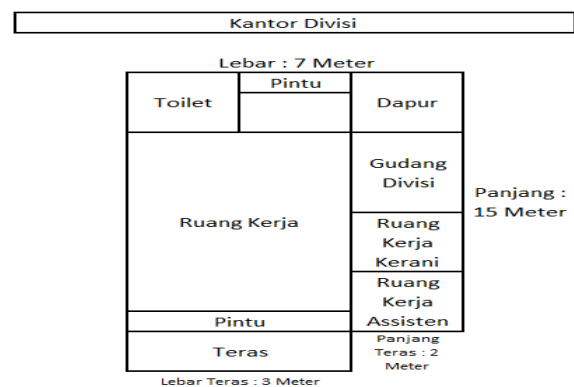 Kantor Divisi
Lebar : 7 Meter
Toilet
Pintu
Dapur
Gudang
Divisi
Panjang :
15 Meter
Ruang Kerja
Ruang
Kerja
Kerani
Ruang
Kerja
Assisten
Pintu
Teras
Panjang
Teras : 2
Meter
Lebar Teras : 3 Meter